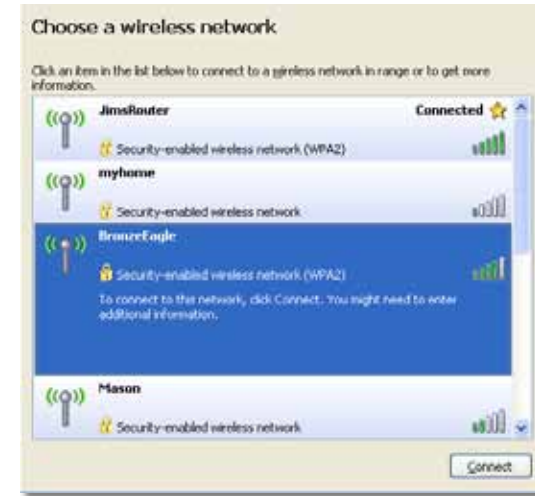 Choose a wireless network
Click an item in the list below to connect to a wireless network in range or to get more
information.
JimsRouter Connected
Security-enabled wireless network (WPA2)
myhome
Security-enabled wireless network
BronzeEagle
Security-enabled wireless network (WPA2)
To connect to this network, click Connect. You might need to enter
additional information.
Mason
Security-enabled wireless network
Connect